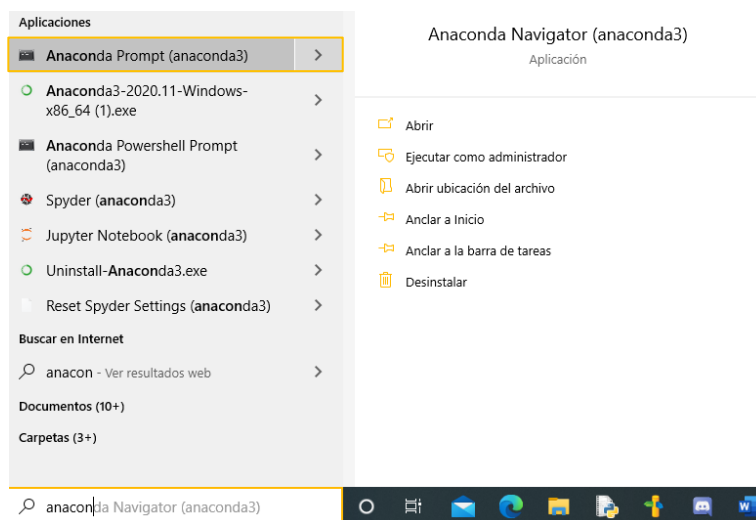 Aplicaciones
Anaconda Prompt (anaconda3)
Anaconda3-2020.11-Windows-
x86_64 (1).exe
Anaconda Powershell Prompt
(anaconda3)
Spyder (anaconda3)
Jupyter Notebook (anaconda3)
Uninstall-Anaconda3.exe
Reset Spyder Settings (anaconda3)
Buscar en Internet
anacon - Ver resultados web
Documentos (10+)
Carpetas (3+)
anaconda Navigator (anaconda3)
Anaconda Navigator (anaconda3)
Aplicación
Abrir
Ejecutar como administrador
Abrir ubicación del archivo
Anclar a Inicio
Anclar a la barra de tareas
Desinstalar